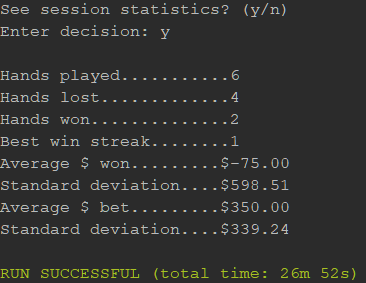 See session statistics? (y/n)
Enter decision: y
Hands played...........6
Hands lost.............4
Hands won..............2
Best win streak........1
Average $ won.........$-75.00
Standard deviation....$598.51
Average $ bet.........$350.00
Standard deviation....$339.24
RUN SUCCESSFUL (total time: 26m 52s)